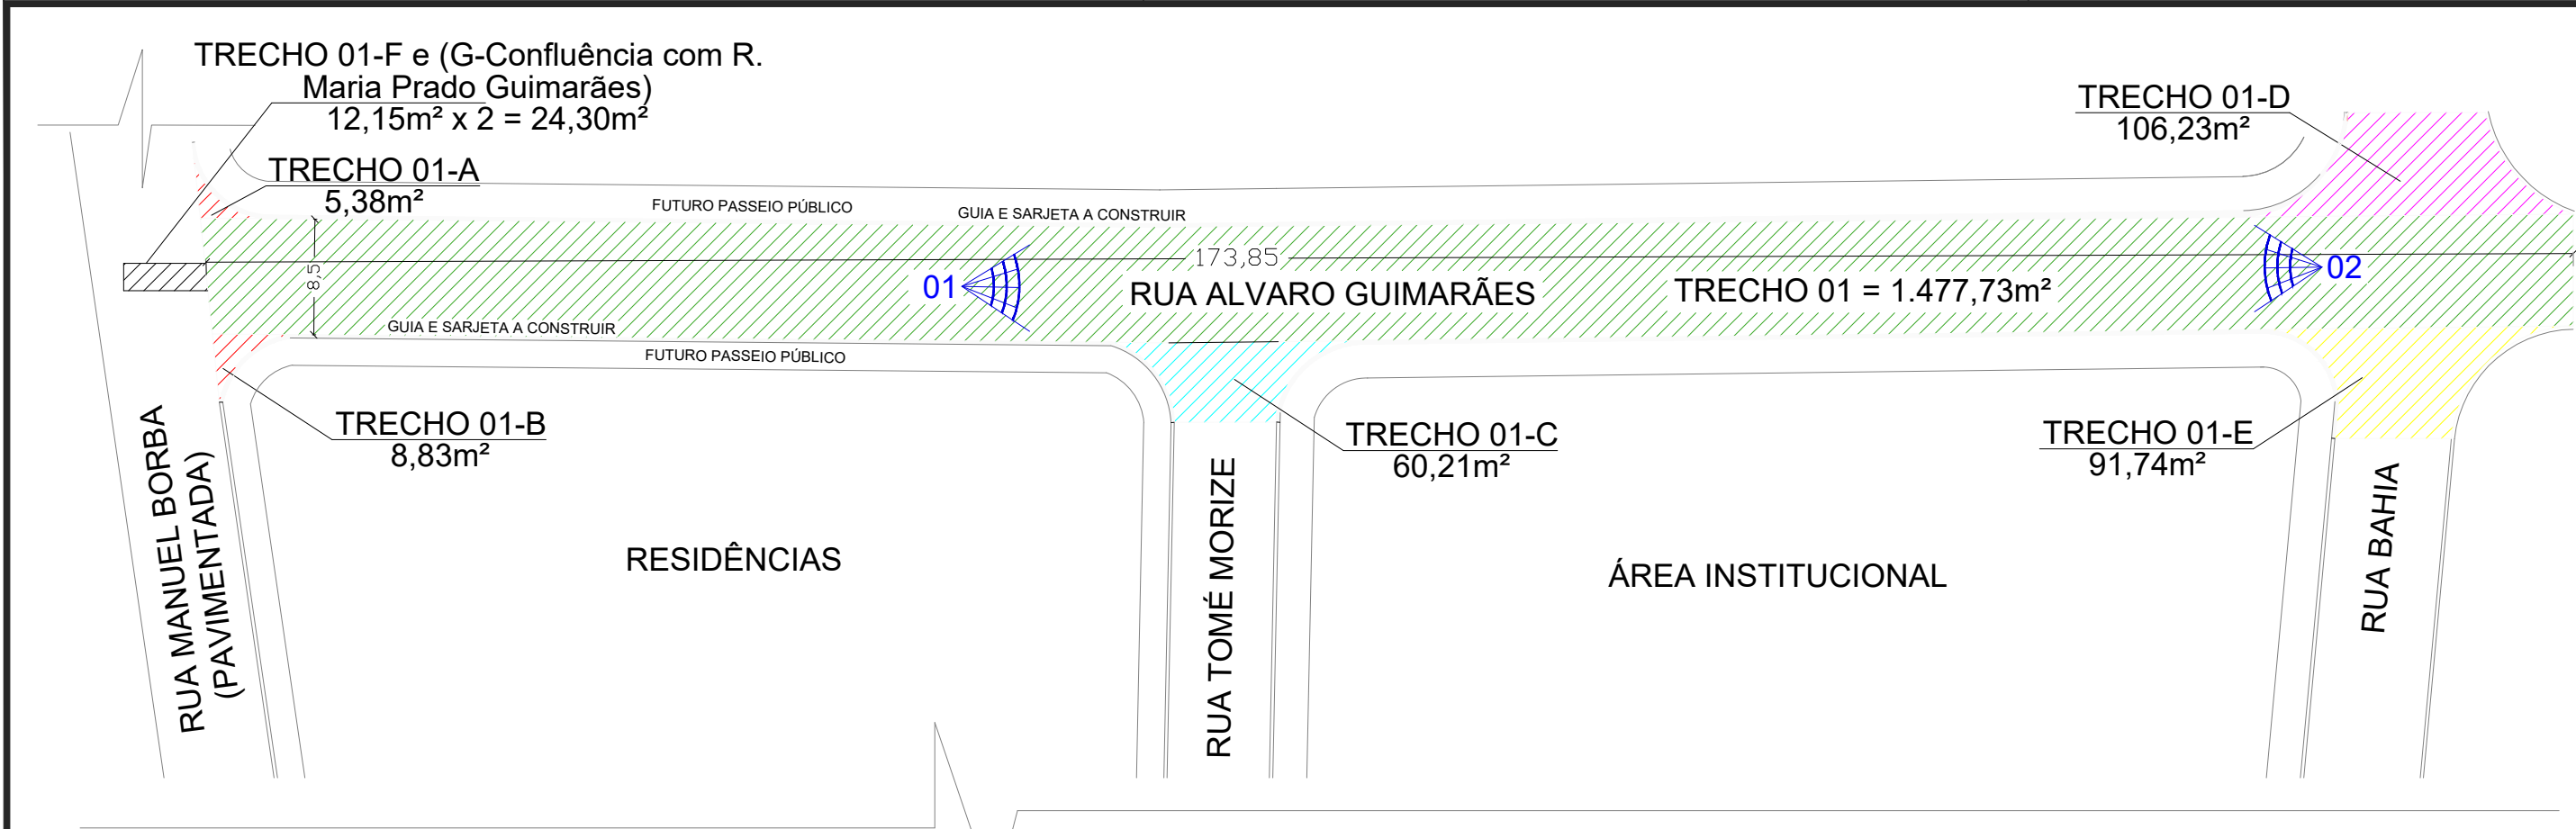 TRECHO 01-F e (G-Confluência com R.
Maria Prado Guimarães)
12,15m² x 2 = 24,30m²
TRECHO 01-D
106,23m²
TRECHO 01-A
5,38m²
FUTURO PASSEIO PÚBLICO
GUIA E SARJETA A CONSTRUIR
173,85
8,5
01
02
RUA ALVARO GUIMARÃES
TRECHO 01 = 1.477,73m²
GUIA E SARJETA A CONSTRUIR
FUTURO PASSEIO PÚBLICO
TRECHO 01-B
8,83m²
TRECHO 01-C
60,21m²
TRECHO 01-E
91,74m²
RUA MANUEL BORBA
(PAVIMENTADA)
RESIDÊNCIAS
RUA TOMÉ MORIZE
ÁREA INSTITUCIONAL
RUA BAHIA